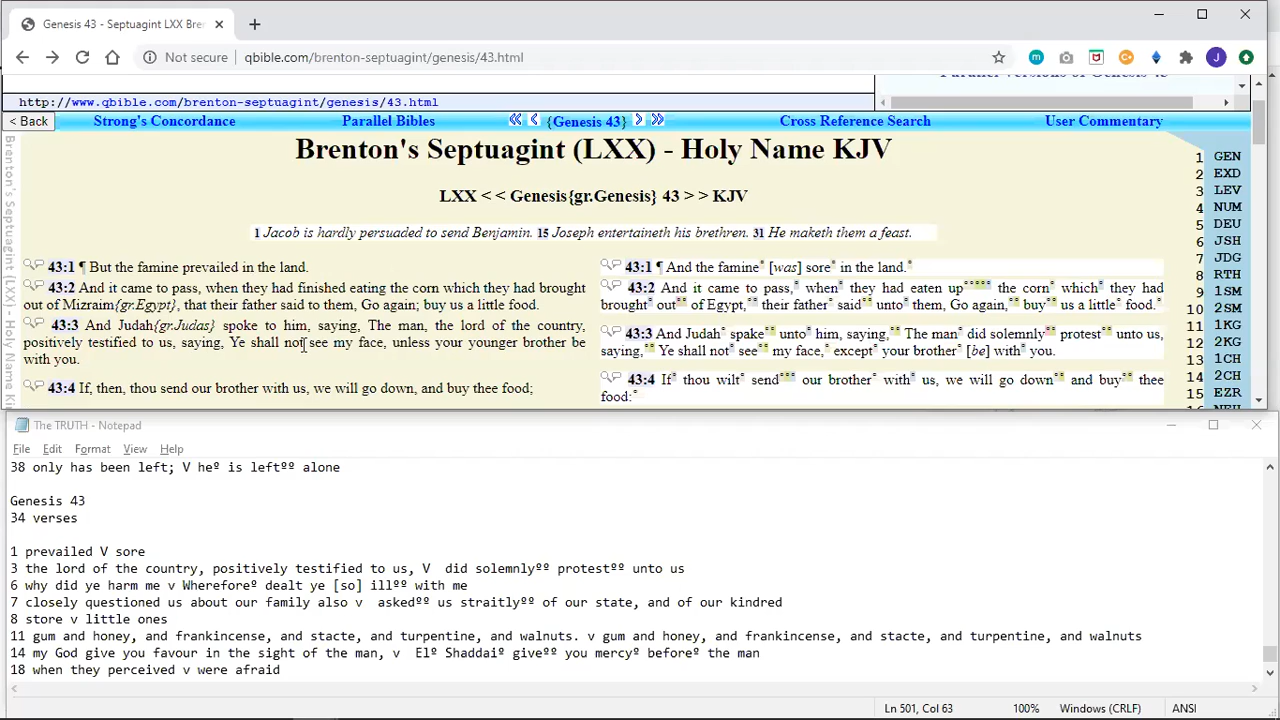 Genesis 43 - Septuagint LXX Bre
Not secure qbible.com/brenton-septuagint/genesis/43.html
http://www.qbible.com/brenton-septuagint/genesis/43.html
< Back Strong's Concordance Parallel Bibles {Genesis 43} Cross Reference Search User Commentary
Brenton's Septuagint (LXX) - Holy Name KJV
LXX << Genesis{gr.Genesis} 43 >> KJV
1 Jacob is hardly persuaded to send Benjamin. 15 Joseph entertaineth his brethren. 31 He maketh them a feast.
43:1 ¶ But the famine prevailed in the land.
43:2 And it came to pass, when they had finished eating the corn which they had brought
out of Mizraim{gr.Egypt}, that their father said to them, Go again; buy us a little food.
43:3 And Judah{gr.Judas} spoke to him, saying, The man, the lord of the country,
positively testified to us, saying, Ye shall not see my face, unless your younger brother be
with you.
43:4 If, then, thou send our brother with us, we will go down, and buy thee food;
43:1 ¶ And the famine° [was] sore° in the land.°
43:2 And it came to pass,° when° they had eaten up°°°° the corn° which° they had
brought° out° of Egypt,°° their father° said° unto them, Go again,° buy° us a little° food.°
43:3 And Judah° spake° unto° him, saying,° The man° did solemnly°° protest°° unto us,
saying,° Ye shall not° see° my face,° except° your brother° [be] with° you.
43:4 If° thou wilt° send°°° our brother° with° us, we will go down°° and buy°° thee
food:°
1 GEN
2 EXD
3 LEV
4 NUM
5 DEU
6 JSH
7 JDG
8 RTH
9 1SM
10 2SM
11 1KG
12 2KG
13 1CH
14 2CH
15 EZR
Brenton's Septuagint (LXX) - Holy Name KJ
The TRUTH - Notepad
File Edit Format View Help
38 only has been left; V heº is leftºº alone
Genesis 43
34 verses
1 prevailed V sore
3 the lord of the country, positively testified to us, V did solemnlyºº protestºº unto us
6 why did ye harm me v Whereforeº dealt ye [so] illºº with me
7 closely questioned us about our family also v askedºº us straitlyºº of our state, and of our kindred
8 store v little ones
11 gum and honey, and frankincense, and stacte, and turpentine, and walnuts. v gum and honey, and frankincense, and stacte, and turpentine, and walnuts
14 my God give you favour in the sight of the man, v Elº Shaddaiº giveºº you mercyº beforeº the man
18 when they perceived v were afraid
Ln 501, Col 63 100% Windows (CRLF) ANSI